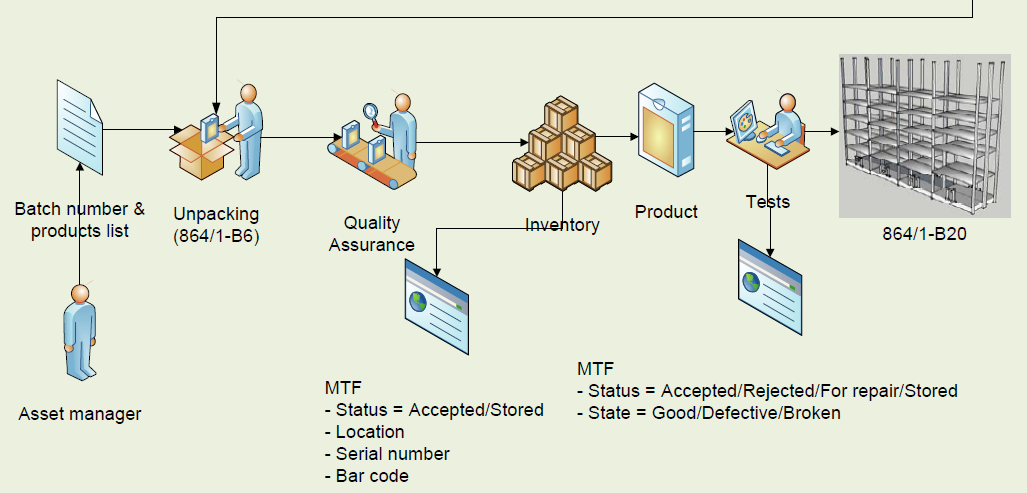 Batch number &
products list
Unpacking
(864/1-B6)
Quality
Assurance
Inventory
Product
Tests
864/1-B20
Asset manager
MTF
- Status = Accepted/Stored
- Location
- Serial number
- Bar code
MTF
- Status = Accepted/Rejected/For repair/Stored
- State = Good/Defective/Broken